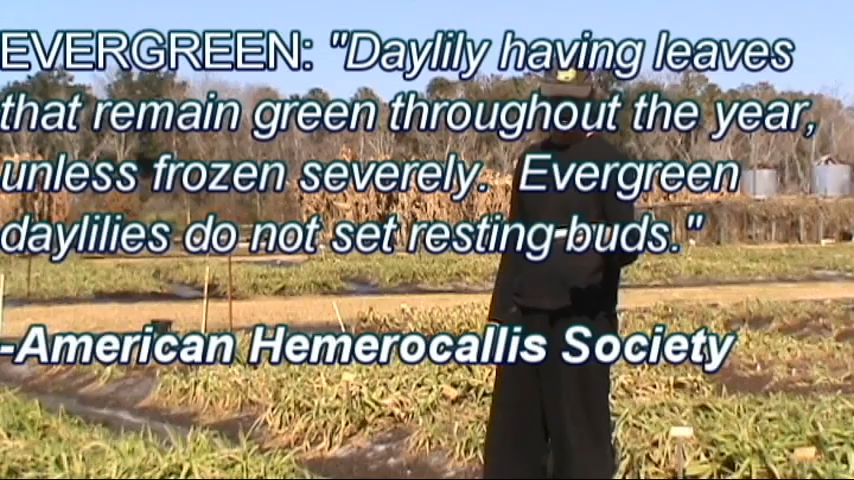 EVERGREEN: "Daylily having leaves
that remain green throughout the year,
unless frozen severely.  Evergreen
daylilies do not set resting buds."
-American Hemerocallis Society